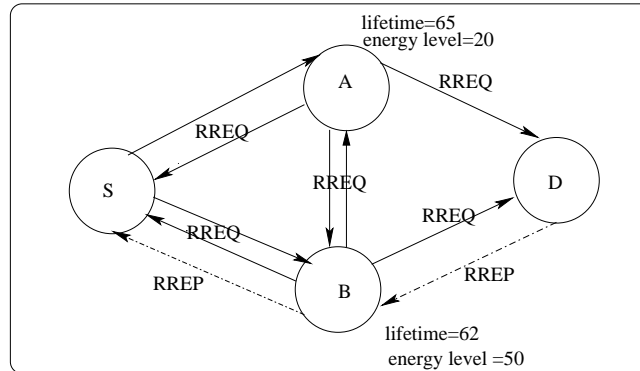 lifetime=65
energy level=20
A
RREQ
RREQ
S
RREQ
D
RREQ
RREQ
RREP
RREP
B
lifetime=62
energy level =50